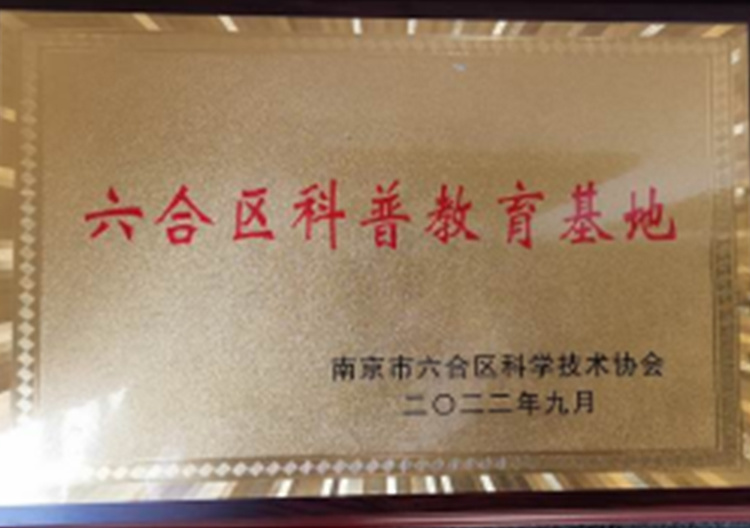 六合区科普教育基地
南京市六合区科学技术协会
二〇二二年九月